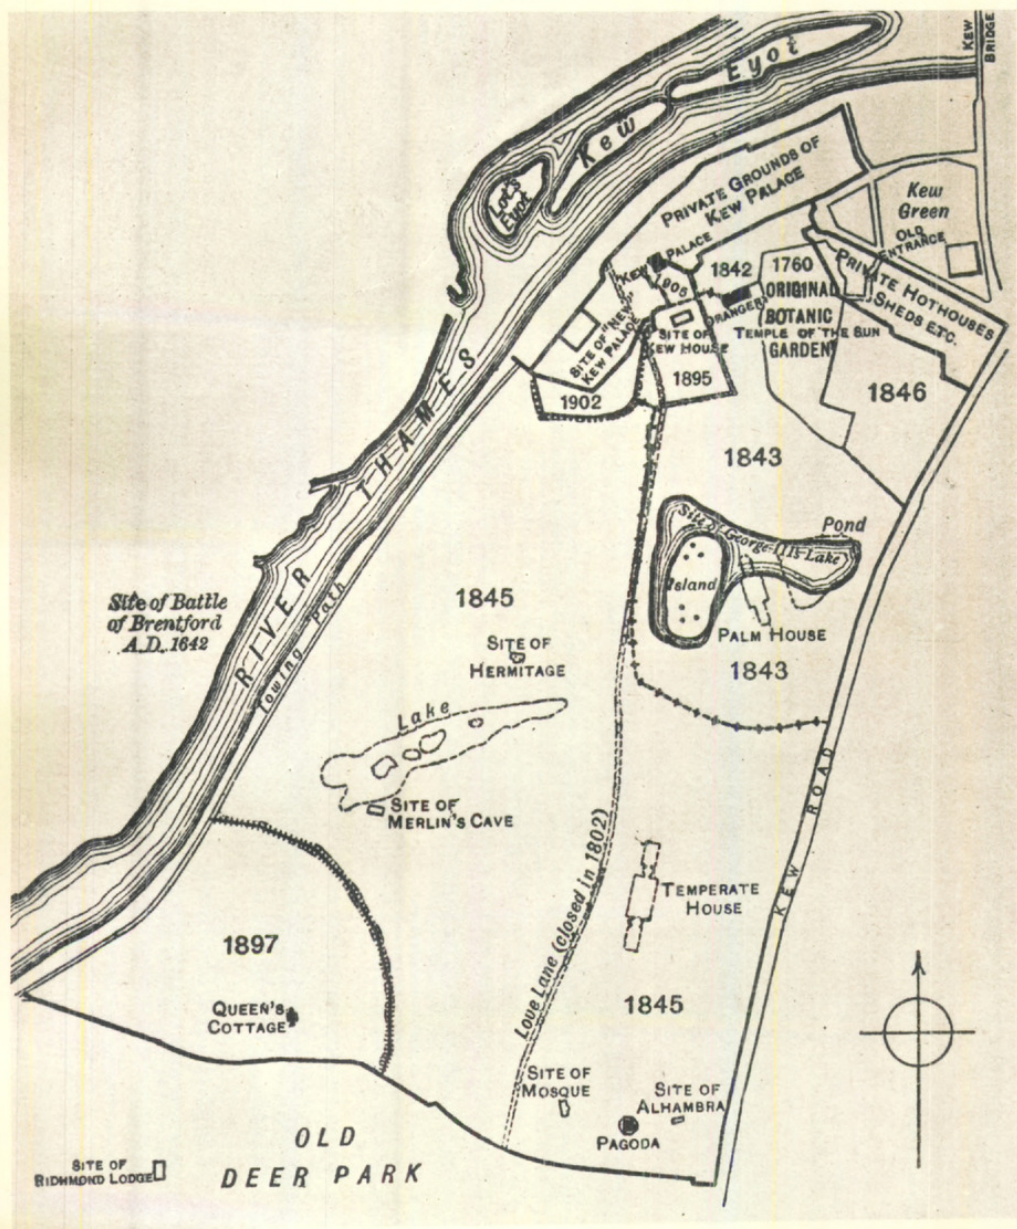 KEW
BRIDGE
Kew
Eyot
Lot's
Eyot
PRIVATE GROUNDS OF
KEW PALACE
Kew
Green
OLD
ENTRANCE
KEW PALACE
1905
1842
1760
ORIGINAL
BOTANIC
GARDEN
ORANGERY
TEMPLE OF THE SUN
PRIVATE HOTHOUSES
SHEDS ETC.
SITE OF "NEW"
KEW PALACE
SITE OF
KEW HOUSE
1902
1895
1846
1843
RIVER THAMES
Towing Path
Site of George III's Lake
Pond
Island
PALM HOUSE
1843
Site of Battle
of Brentford
A.D. 1642
1845
SITE OF
HERMITAGE
Lake
SITE OF
MERLIN'S CAVE
KEW ROAD
Love Lane (closed in 1802)
TEMPERATE
HOUSE
1897
QUEEN'S
COTTAGE
1845
SITE OF
MOSQUE
SITE OF
ALHAMBRA
PAGODA
OLD
DEER PARK
SITE OF
RICHMOND LODGE